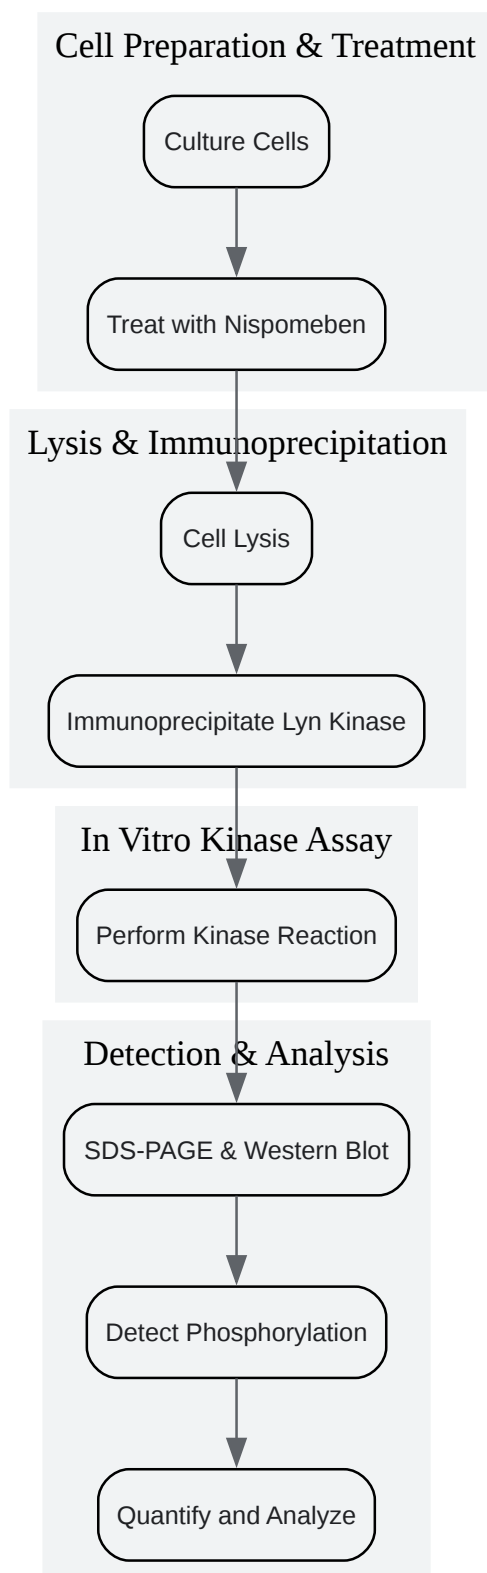 Cell Preparation & Treatment
Culture Cells
Treat with Nispomeben
Lysis & Immunoprecipitation
Cell Lysis
Immunoprecipitate Lyn Kinase
In Vitro Kinase Assay
Perform Kinase Reaction
Detection & Analysis
SDS-PAGE & Western Blot
Detect Phosphorylation
Quantify and Analyze